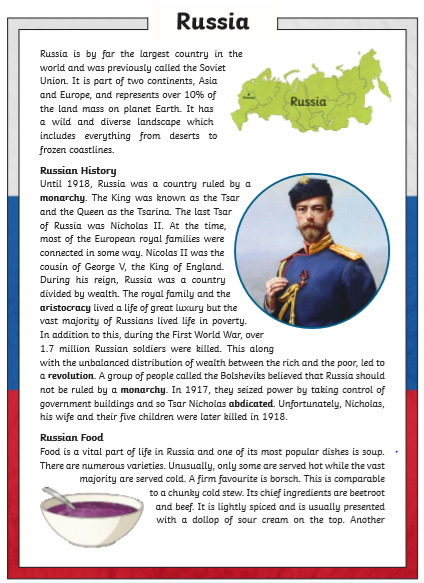 Russia
Russia is by far the largest country in the
world and was previously called the Soviet
Union. It is part of two continents, Asia
and Europe, and represents over 10% of
the land mass on planet Earth. It has
a wild and diverse landscape which
includes everything from deserts to
frozen coastlines.
Russia
Russian History
Until 1918, Russia was a country ruled by a
monarchy. The King was known as the Tsar
and the Queen as the Tsarina. The last Tsar
of Russia was Nicholas II. At the time,
most of the European royal families were
connected in some way. Nicolas II was the
cousin of George V, the King of England.
During his reign, Russia was a country
divided by wealth. The royal family and the
aristocracy lived a life of great luxury but the
vast majority of Russians lived life in poverty.
In addition to this, during the First World War, over
1.7 million Russian soldiers were killed. This along
with the unbalanced distribution of wealth between the rich and the poor, led to
a revolution. A group of people called the Bolsheviks believed that Russia should
not be ruled by a monarchy. In 1917, they seized power by taking control of
government buildings and so Tsar Nicholas abdicated. Unfortunately, Nicholas,
his wife and their five children were later killed in 1918.
Russian Food
Food is a vital part of life in Russia and one of its most popular dishes is soup.
There are numerous varieties. Unusually, only some are served hot while the vast
majority are served cold. A firm favourite is borsch. This is comparable
to a chunky cold stew. Its chief ingredients are beetroot
and beef. It is lightly spiced and is usually presented
with a dollop of sour cream on the top. Another